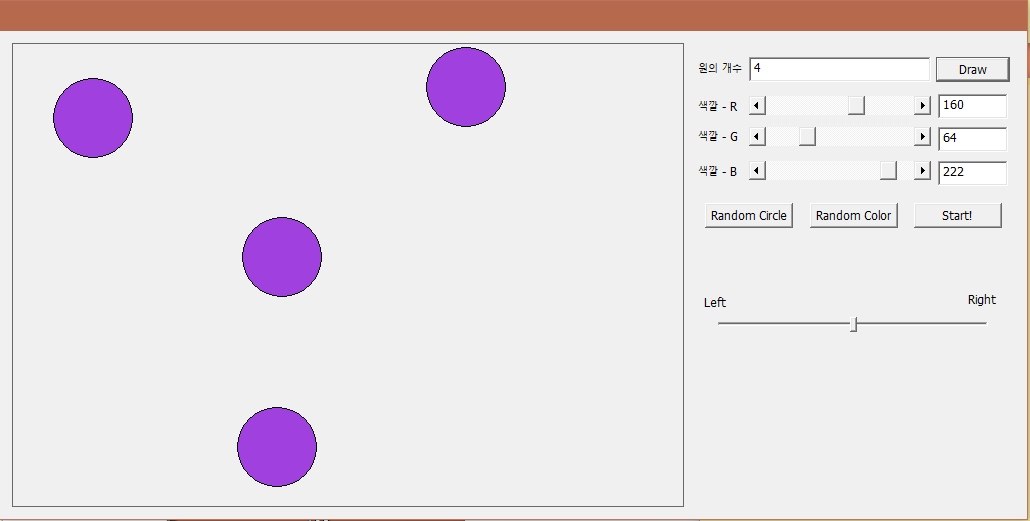 원의 개수 4 Draw
색깔 - R 160
색깔 - G 64
색깔 - B 222
Random Circle Random Color Start!
Left Right